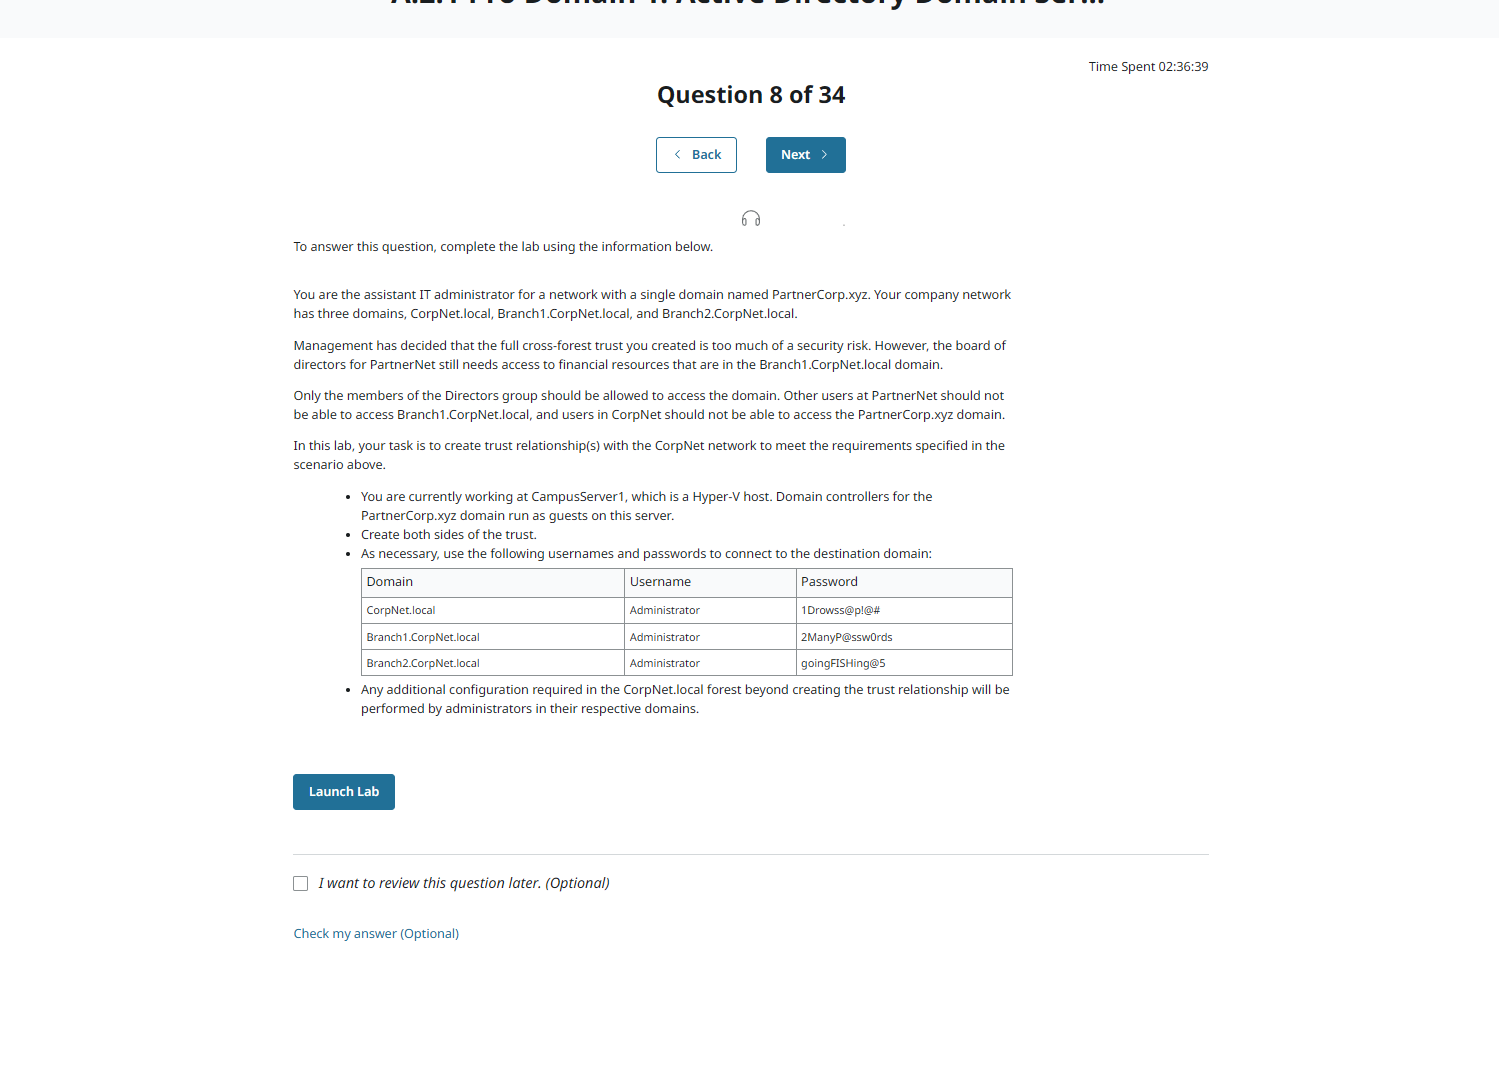 A.2.1 Pro Domain 1: Active Directory Domain Ser...
Time Spent 02:36:39
Question 8 of 34
Back
Next
To answer this question, complete the lab using the information below.
You are the assistant IT administrator for a network with a single domain named PartnerCorp.xyz. Your company network
has three domains, CorpNet.local, Branch1.CorpNet.local, and Branch2.CorpNet.local.
Management has decided that the full cross-forest trust you created is too much of a security risk. However, the board of
directors for PartnerNet still needs access to financial resources that are in the Branch1.CorpNet.local domain.
Only the members of the Directors group should be allowed to access the domain. Other users at PartnerNet should not
be able to access Branch1.CorpNet.local, and users in CorpNet should not be able to access the PartnerCorp.xyz domain.
In this lab, your task is to create trust relationship(s) with the CorpNet network to meet the requirements specified in the
scenario above.
• You are currently working at CampusServer1, which is a Hyper-V host. Domain controllers for the
PartnerCorp.xyz domain run as guests on this server.
• Create both sides of the trust.
• As necessary, use the following usernames and passwords to connect to the destination domain:
Domain Username Password
CorpNet.local Administrator 1Drowss@p!@#
Branch1.CorpNet.local Administrator 2ManyP@ssw0rds
Branch2.CorpNet.local Administrator goingFISHing@5
• Any additional configuration required in the CorpNet.local forest beyond creating the trust relationship will be
performed by administrators in their respective domains.
Launch Lab
I want to review this question later. (Optional)
Check my answer (Optional)